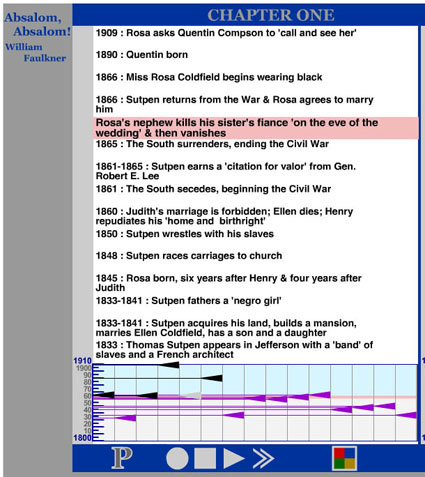 Absalom,
Absalom!
William
Faulkner
CHAPTER ONE
1909 : Rosa asks Quentin Compson to 'call and see her'
1890 : Quentin born
1866 : Miss Rosa Coldfield begins wearing black
1866 : Sutpen returns from the War & Rosa agrees to marry
him
Rosa's nephew kills his sister's fiance 'on the eve of the
wedding' & then vanishes
1865 : The South surrenders, ending the Civil War
1861-1865 : Sutpen earns a 'citation for valor' from Gen.
Robert E. Lee
1861 : The South secedes, beginning the Civil War
1860 : Judith's marriage is forbidden; Ellen dies; Henry
repudiates his 'home and birthright'
1850 : Sutpen wrestles with his slaves
1848 : Sutpen races carriages to church
1845 : Rosa born, six years after Henry & four years after
Judith
1833-1841 : Sutpen fathers a 'negro girl'
1833-1841 : Sutpen acquires his land, builds a mansion,
marries Ellen Coldfield, has a son and a daughter
1833 : Thomas Sutpen appears in Jefferson with a 'band' of
slaves and a French architect
1910
1900
90
80
70
60
50
40
30
20
10
1800
P